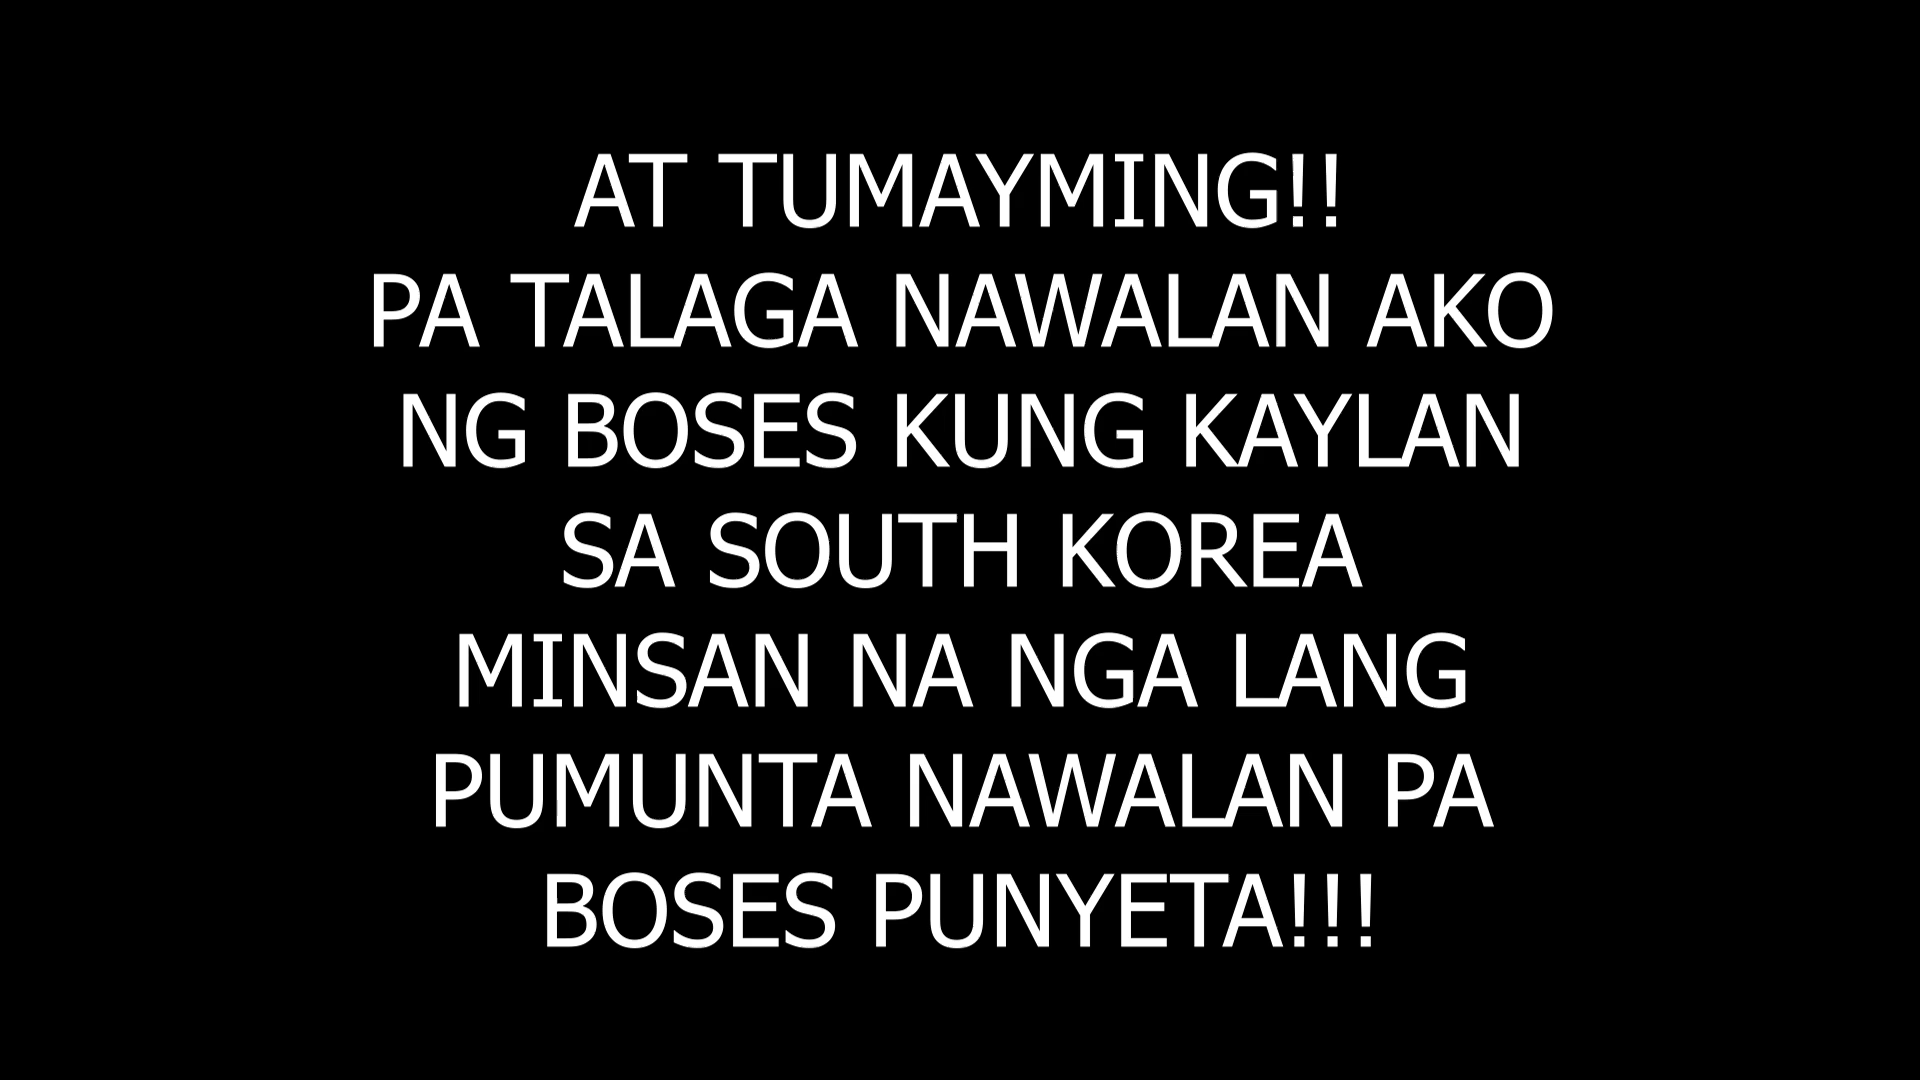 AT TUMAYMING!!
PA TALAGA NAWALAN AKO
NG BOSES KUNG KAYLAN
SA SOUTH KOREA
MINSAN NA NGA LANG
PUMUNTA NAWALAN PA
BOSES PUNYETA!!!